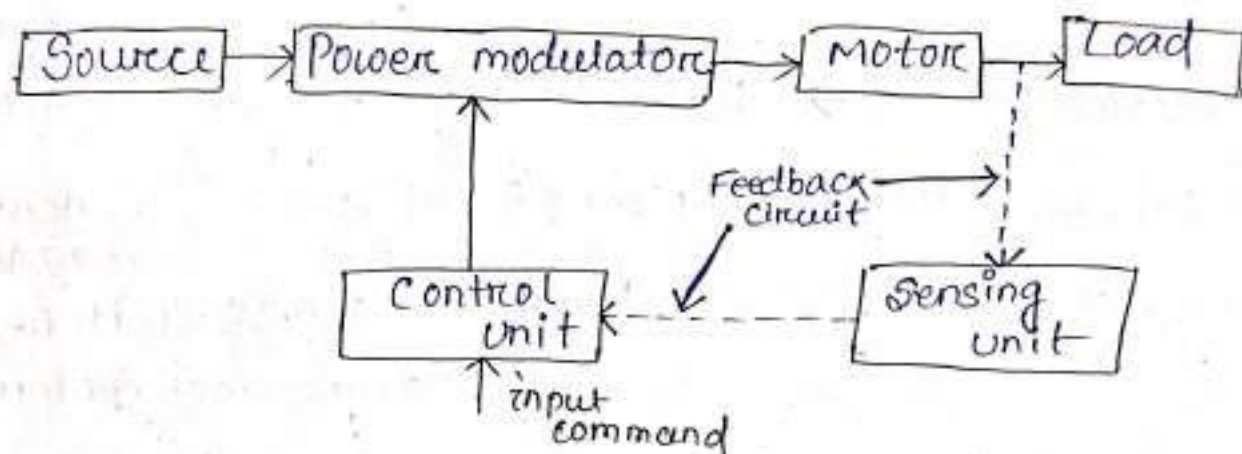 Source
Power modulator
Motor
Load
Feedback
circuit
Control
unit
Sensing
unit
input
command